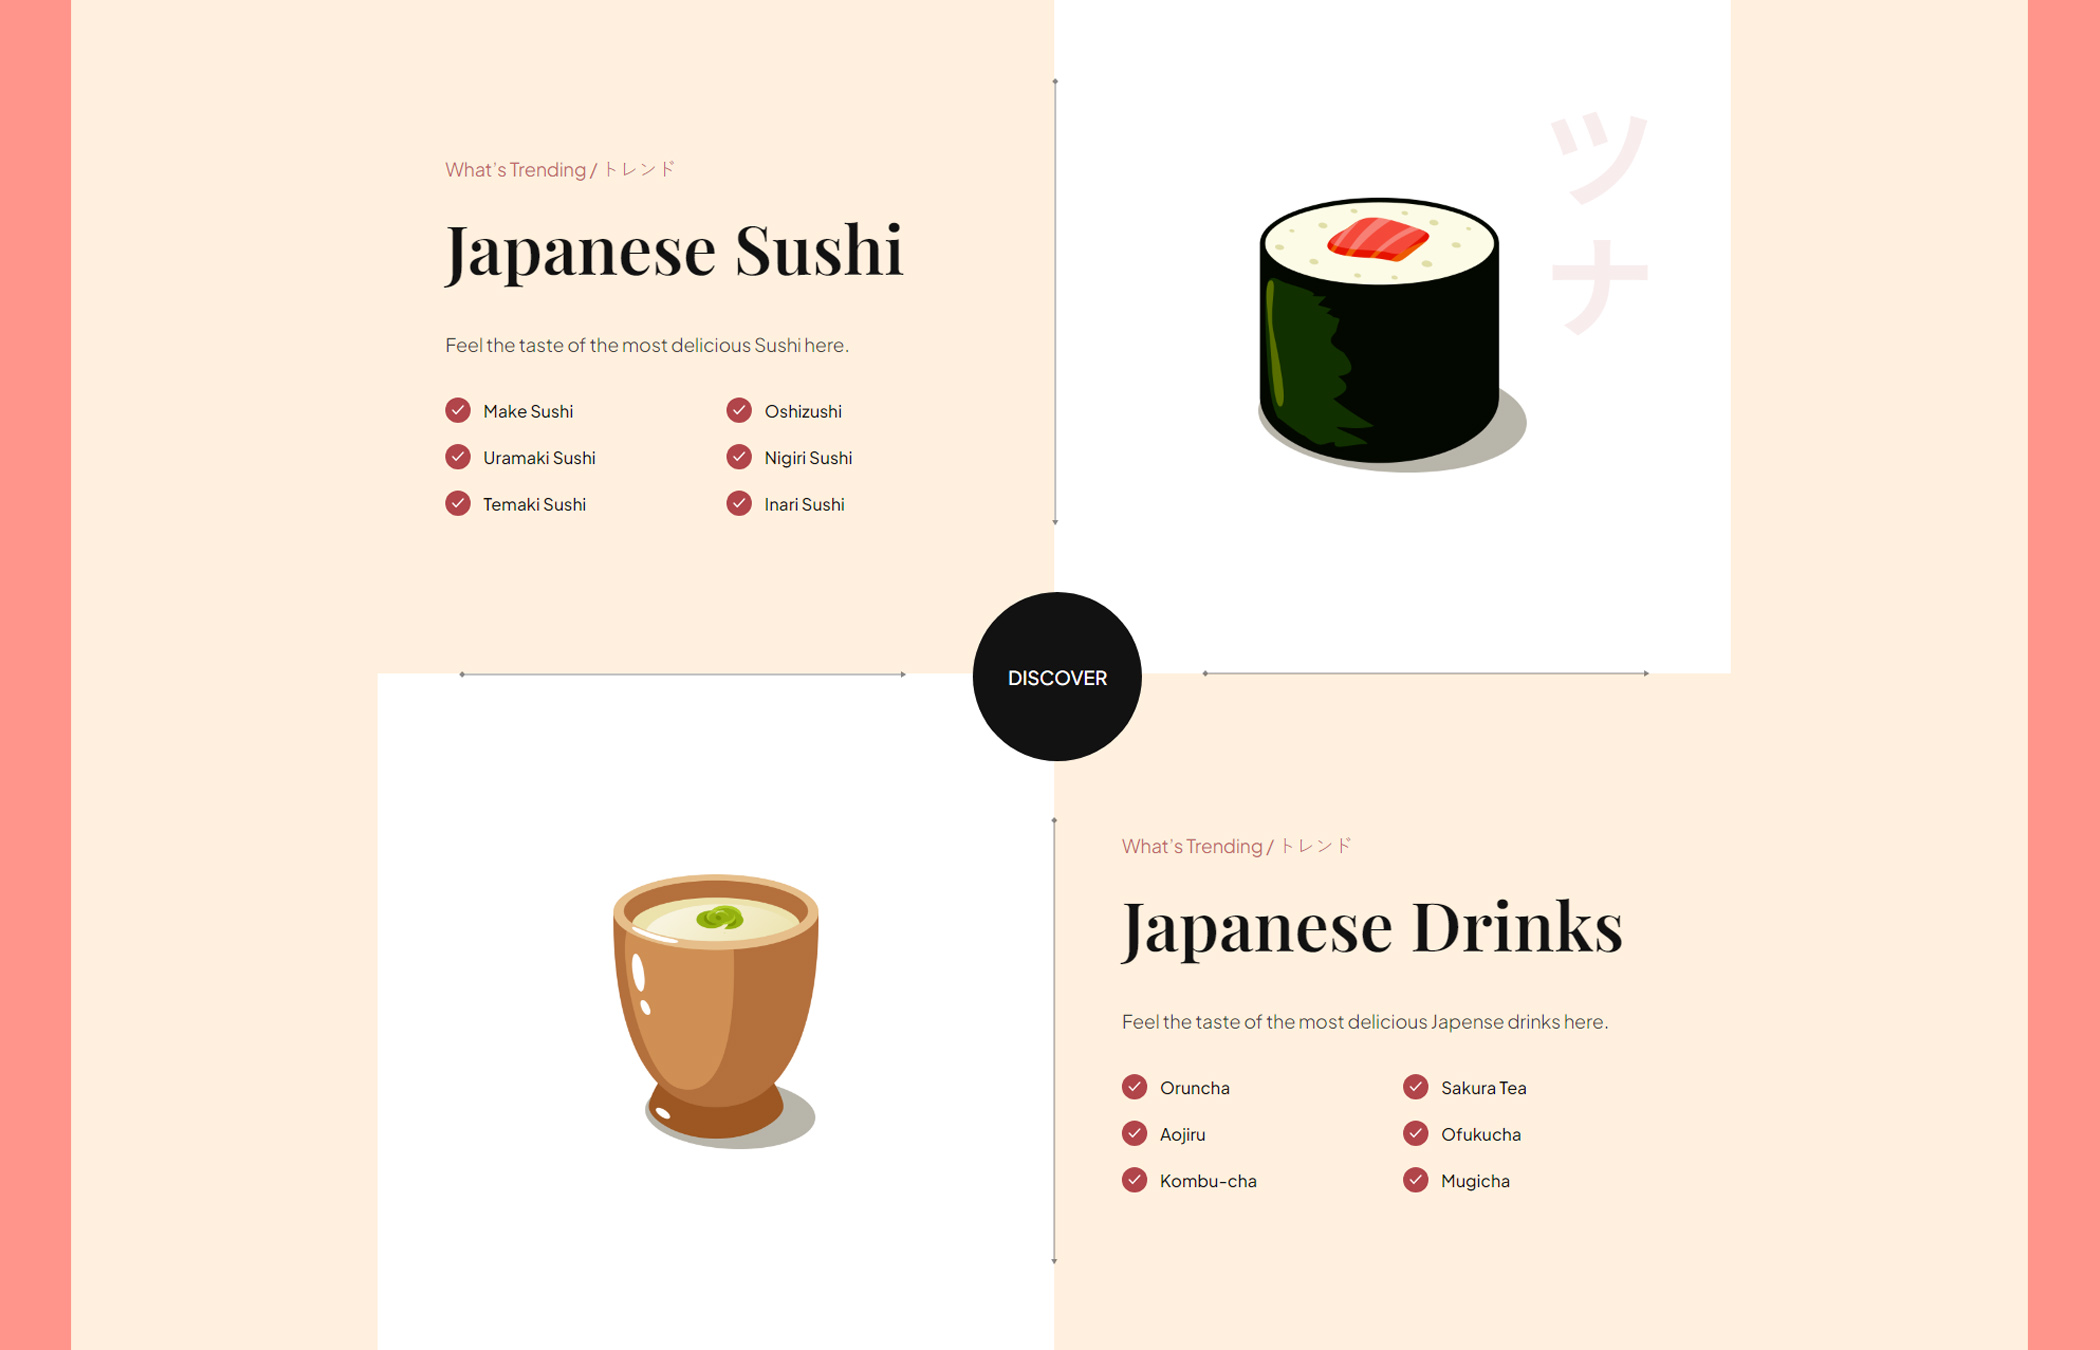 What's Trending / トレンド
Japanese Sushi
Feel the taste of the most delicious Sushi here.
Make Sushi
Oshizushi
Uramaki Sushi
Nigiri Sushi
Temaki Sushi
Inari Sushi
ツナ
DISCOVER
What's Trending / トレンド
Japanese Drinks
Feel the taste of the most delicious Japense drinks here.
Oruncha
Sakura Tea
Aojiru
Ofukucha
Kombu-cha
Mugicha